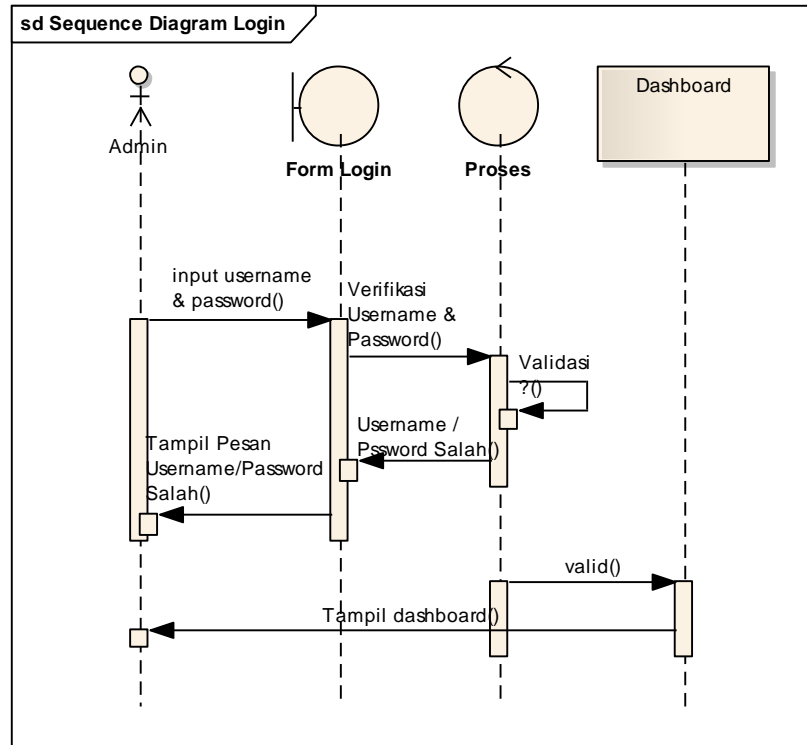 sd Sequence Diagram Login
Admin
Form Login
Proses
Dashboard
input username
& password()
Verifikasi
Username &
Password()
Validasi
?()
Username /
Pssword Salah()
Tampil Pesan
Username/Password
Salah()
valid()
Tampil dashboard()